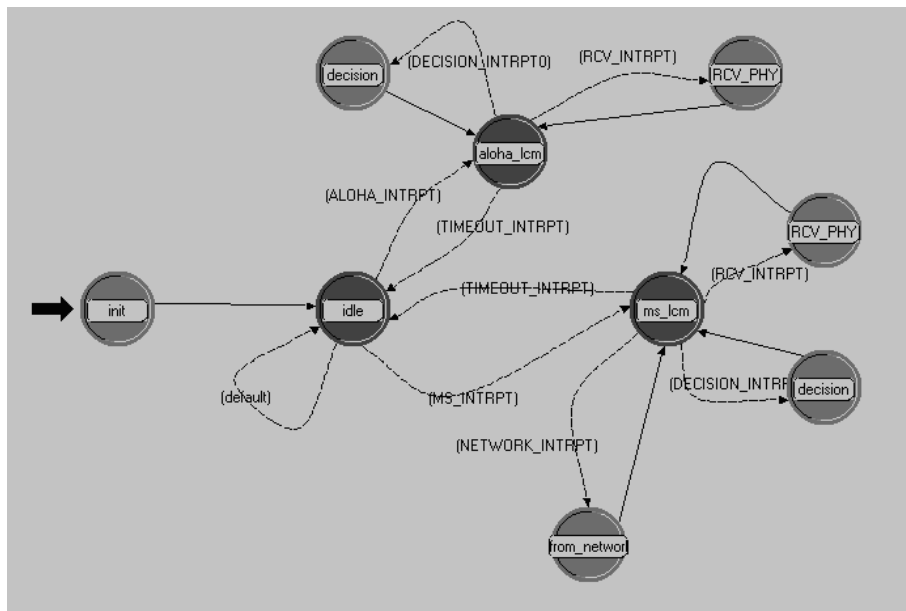 decision
(DECISION_INTRPT0)
(RCV_INTRPT)
RCV_PHY
aloha_lcm
(ALOHA_INTRPT)
(TIMEOUT_INTRPT)
RCV_PHY
(RCV_INTRPT)
init
idle
(TIMEOUT_INTRPT)
ms_lcm
(default)
(MS_INTRPT)
(DECISION_INTRP
decision
(NETWORK_INTRPT)
from_networ